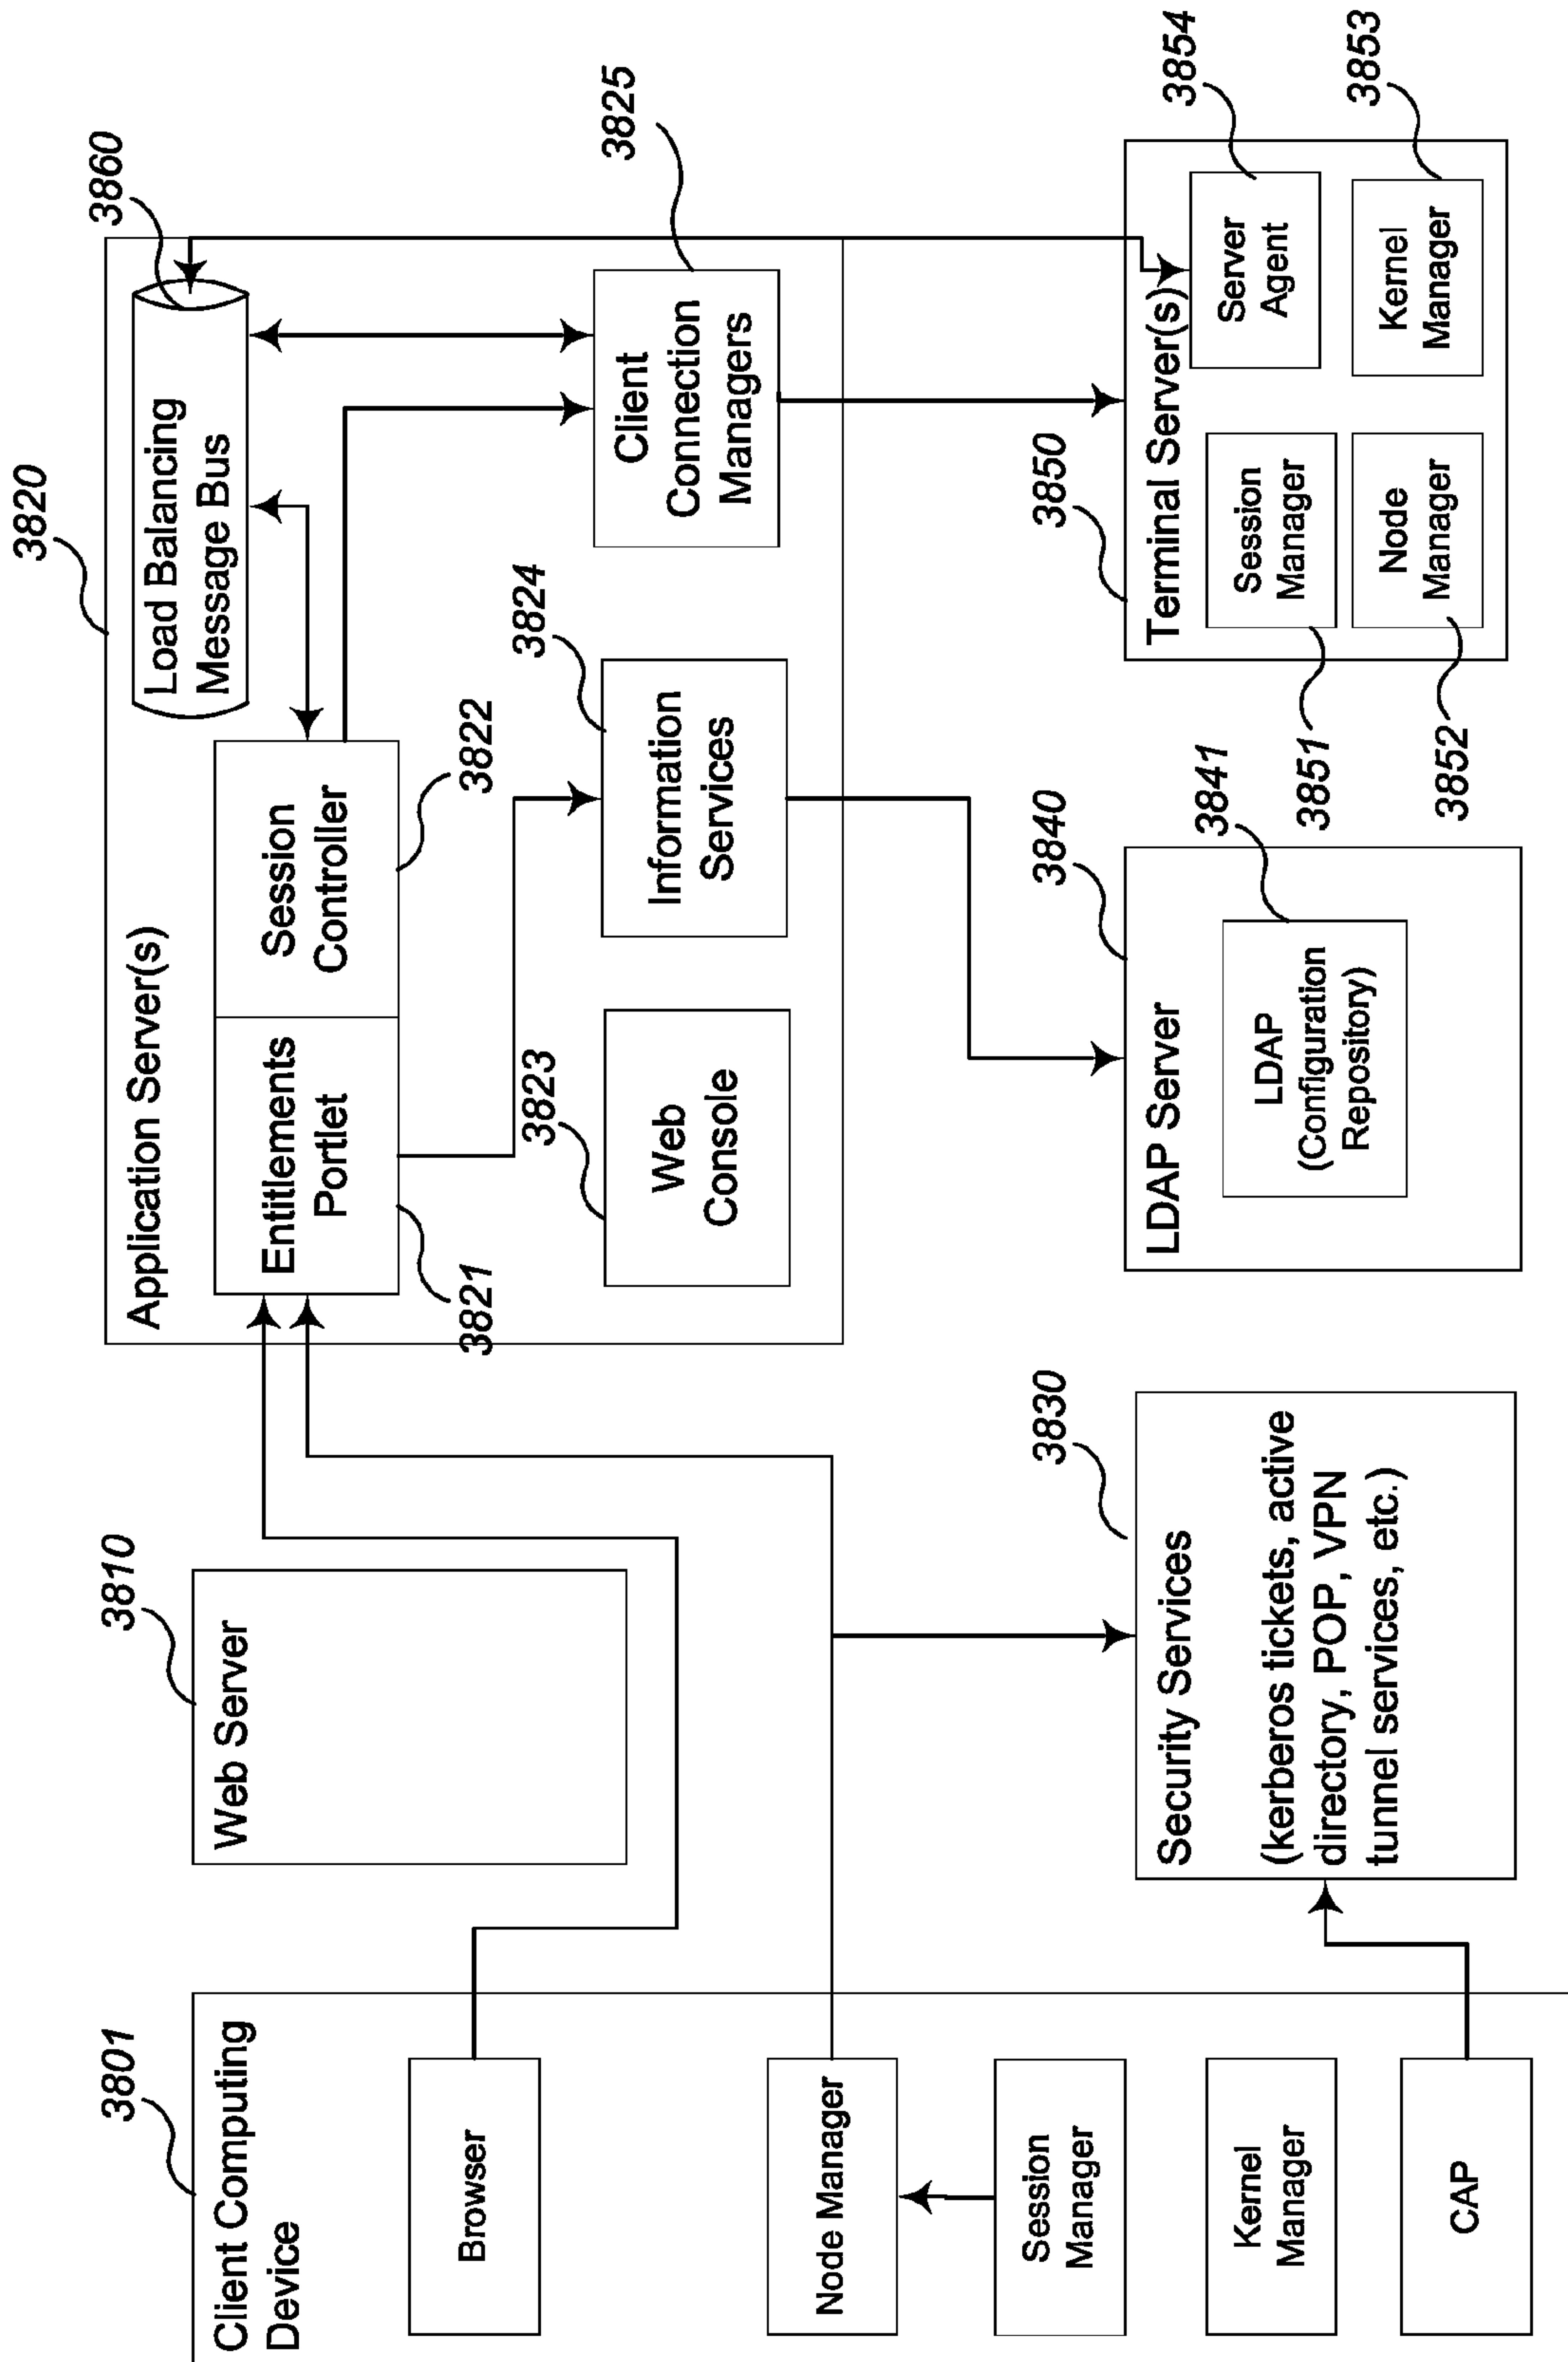 3801
Client Computing
Device
Browser
Node Manager
Session
Manager
Kernel
Manager
CAP
3810
Web Server
3830
Security Services
(kerberos tickets, active
directory, POP, VPN
tunnel services, etc.)
3820
Application Server(s)
Entitlements
Portlet
3821
Session
Controller
3822
Load Balancing
Message Bus
3860
3823
Web
Console
3824
Information
Services
3825
Client
Connection
Managers
3840
LDAP Server
3841
LDAP
(Configuration
Repository)
3850
Terminal Server(s)
Session
Manager
3851
Server
Agent
3854
Node
Manager
3852
Kernel
Manager
3853